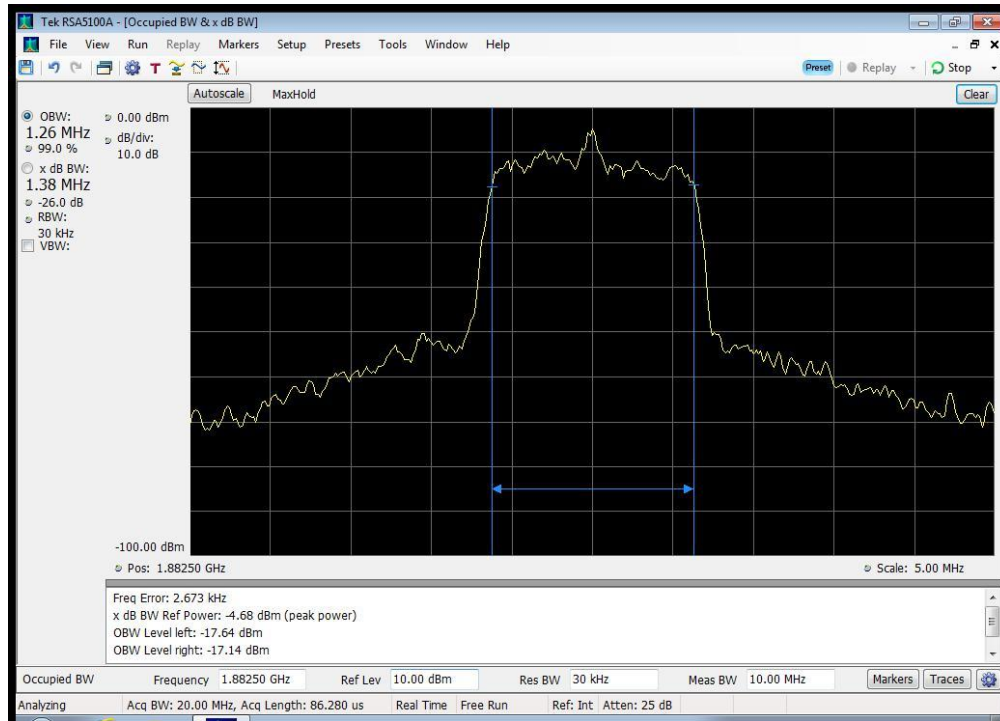 Tek RSA5100A - [Occupied BW & x dB BW]
File View Run Replay Markers Setup Presets Tools Window Help
T Preset Replay Stop
Autoscale MaxHold Clear
OBW:
1.26 MHz
99.0 %
x dB BW:
1.38 MHz
-26.0 dB
RBW:
30 kHz
VBW:
0.00 dBm
dB/div:
10.0 dB
-100.00 dBm
Pos: 1.88250 GHz Scale: 5.00 MHz
Freq Error: 2.673 kHz
x dB BW Ref Power: -4.68 dBm (peak power)
OBW Level left: -17.64 dBm
OBW Level right: -17.14 dBm
Occupied BW Frequency 1.88250 GHz Ref Lev 10.00 dBm Res BW 30 kHz Meas BW 10.00 MHz Markers Traces
Analyzing Acq BW: 20.00 MHz, Acq Length: 86.280 us Real Time Free Run Ref: Int Atten: 25 dB